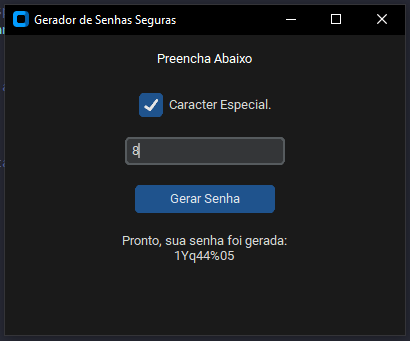 Gerador de Senhas Seguras
Preencha Abaixo
Caracter Especial.
8
Gerar Senha
Pronto, sua senha foi gerada:
1Yq44%05